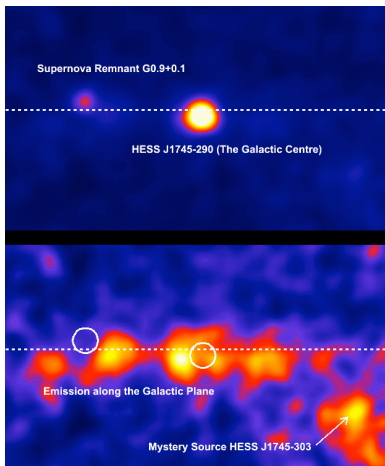 Supernova Remnant G0.9+0.1
HESS J1745-290 (The Galactic Centre)
Emission along the Galactic Plane
Mystery Source HESS J1745-303